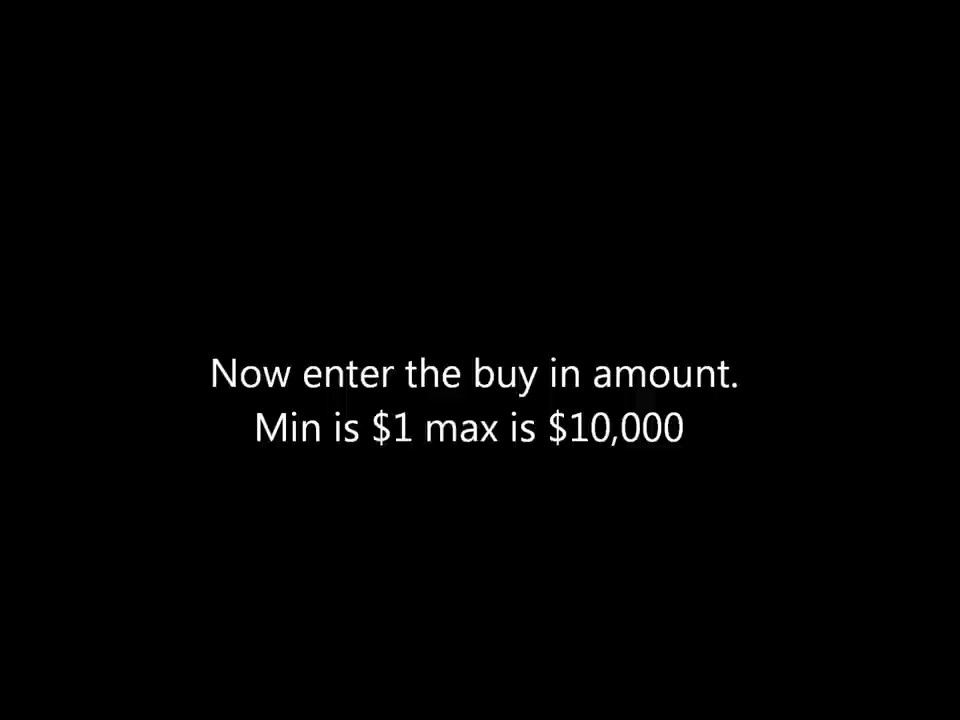 Now enter the buy in amount.
Min is $1 max is $10,000